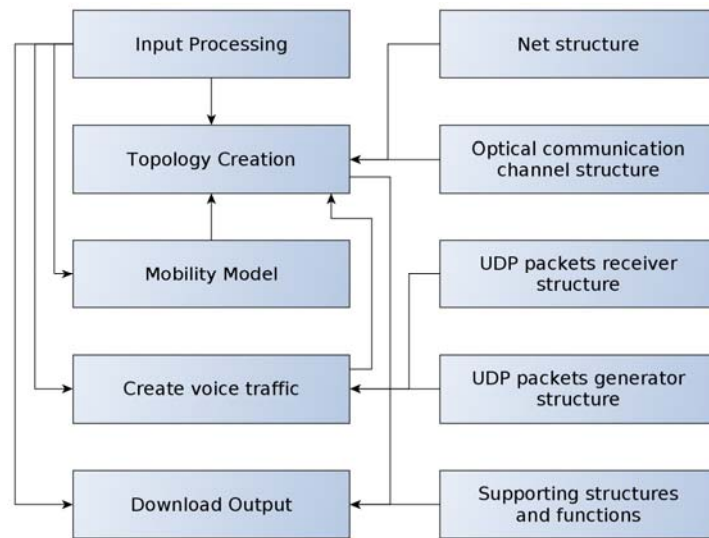 Input Processing
Net structure
Topology Creation
Optical communication
channel structure
Mobility Model
UDP packets receiver
structure
Create voice traffic
UDP packets generator
structure
Download Output
Supporting structures
and functions